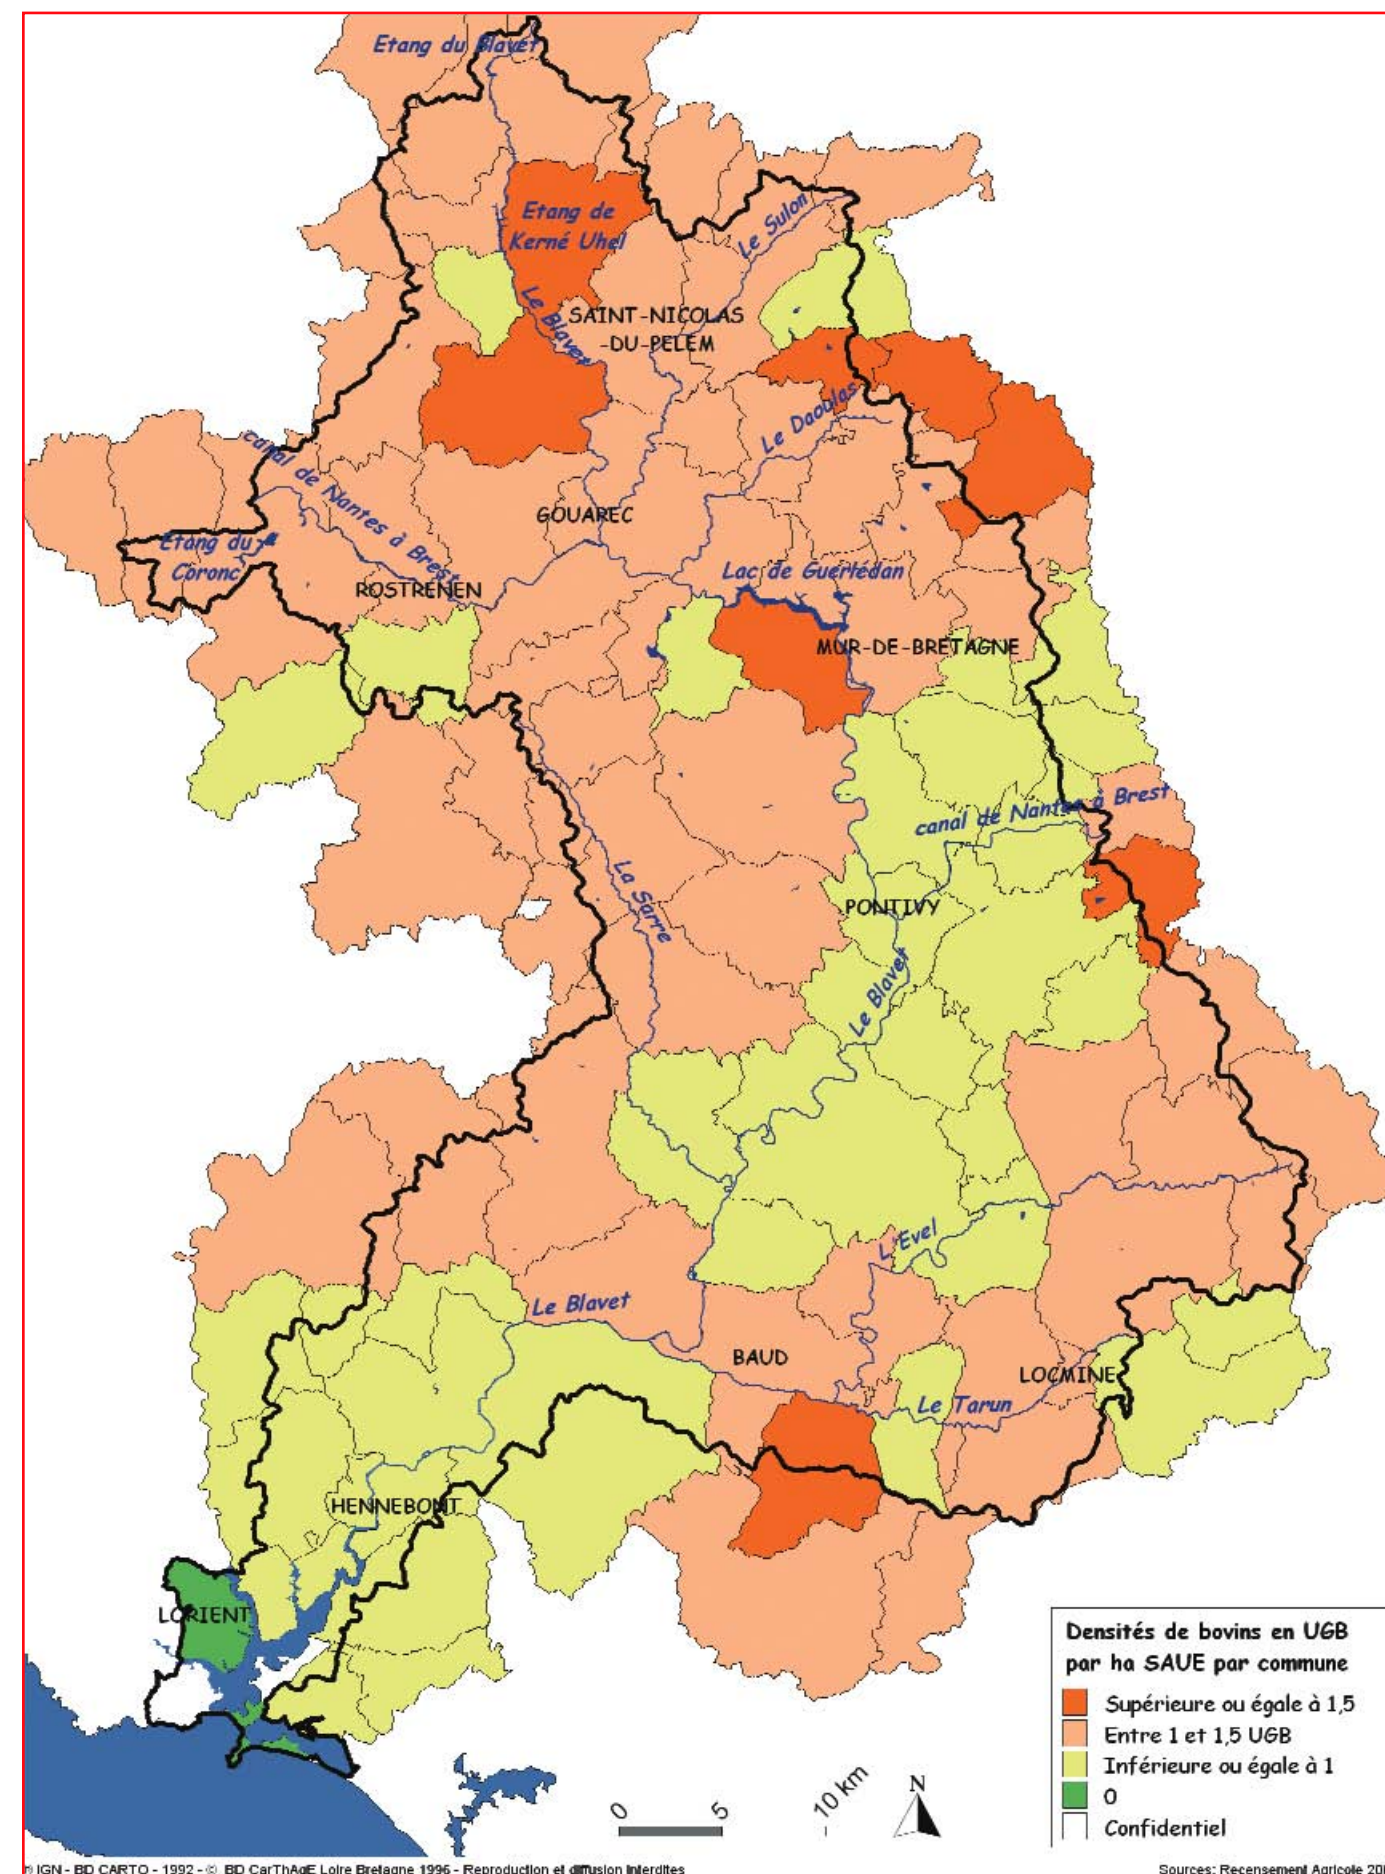 Etang du Blavet
Etang de
Kerné Uhel
Le Sulon
Le Blavet
SAINT-NICOLAS
-DU-PELEM
Le Daoulas
canal de Nantes à Brest
GOUAREC
Etang du
Coronc
ROSTRENEN
Lac de Guerlédan
MUR-DE-BRETAGNE
canal de Nantes à Brest
La Sarre
PONTIVY
Le Blavet
L'Evel
Le Blavet
BAUD
LOCMINE
Le Tarun
HENNEBONT
LORIENT
Densités de bovins en UGB
par ha SAUE par commune
Supérieure ou égale à 1,5
Entre 1 et 1,5 UGB
Inférieure ou égale à 1
0
Confidentiel
0 5 10 km
N
IGN - BD CARTO - 1992 - © BD CarThAgE Loire Bretagne 1996 - Reproduction et diffusion interdites
Sources: Recensement Agricole